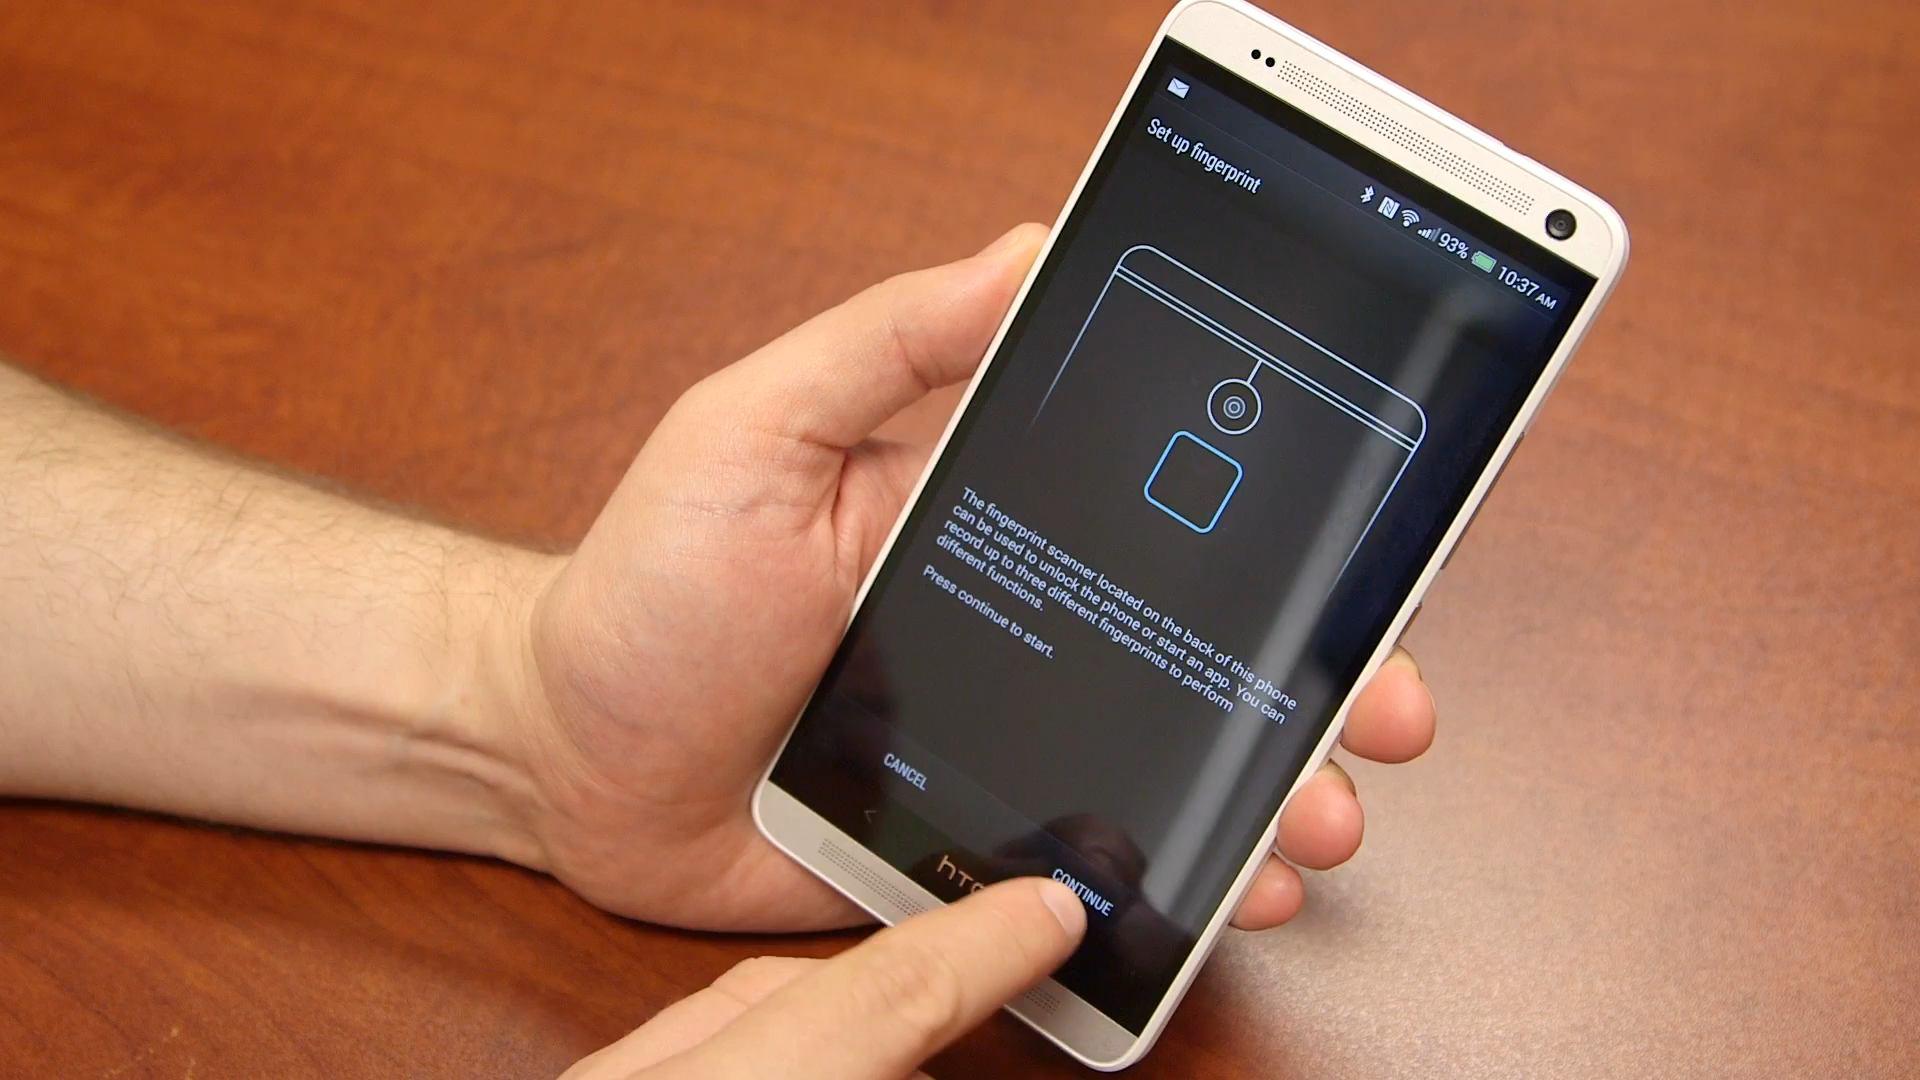 93% 10:37 AM
Set up fingerprint
The fingerprint scanner located on the back of this phone
can be used to unlock the phone or start an app. You can
record up to three different fingerprints to perform
different functions.
Press continue to start.
CANCEL
CONTINUE